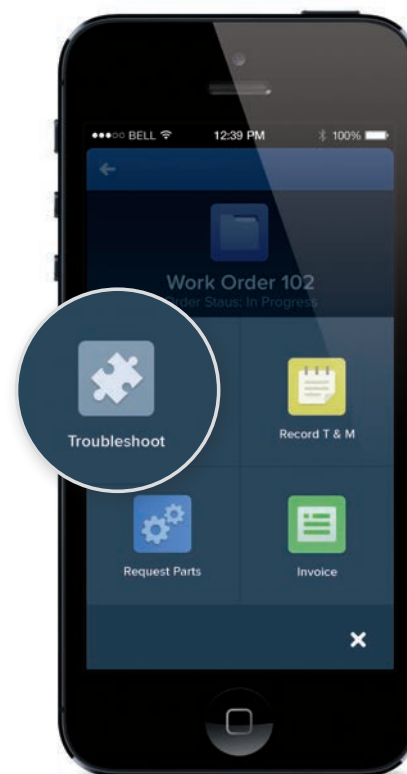 BELL 12:39 PM 100%
Work Order 102
Order Staus: In Progress
Troubleshoot
Record T & M
Request Parts
Invoice